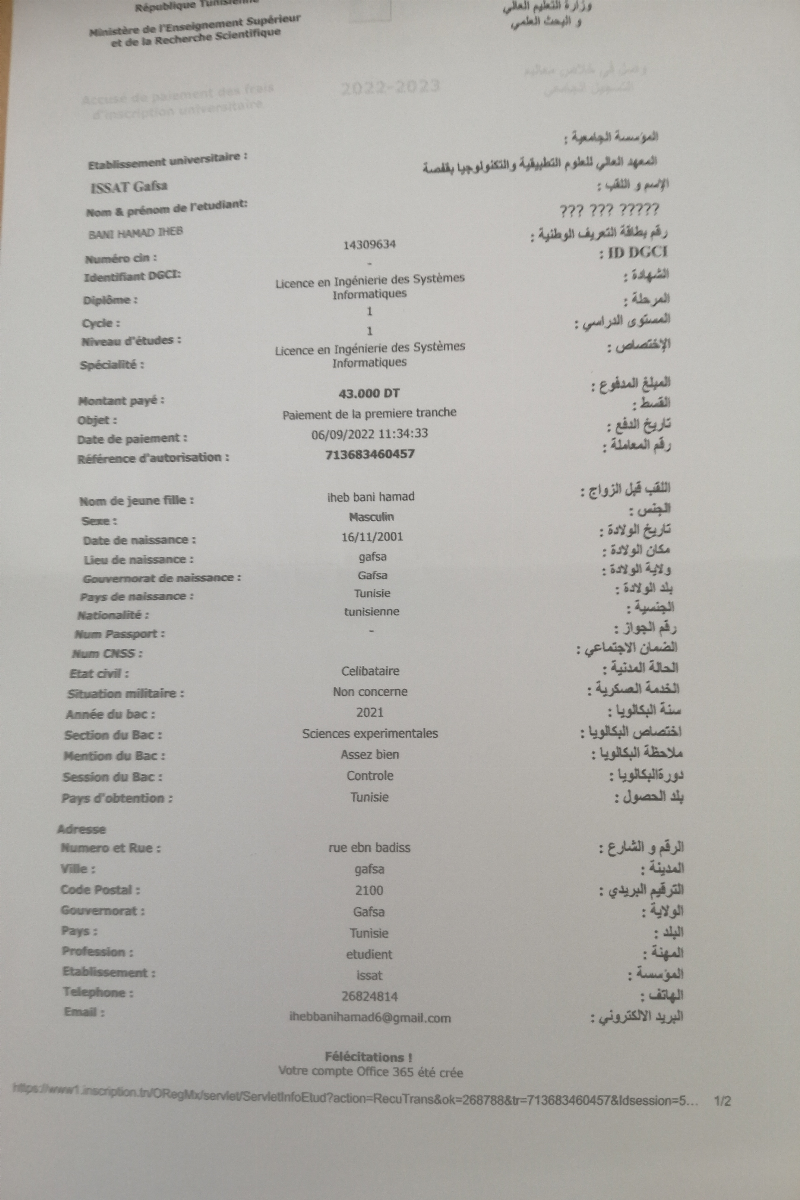 République Tunisienne
وزارة التعليم العالي
Ministère de l'Enseignement Supérieur
و البحث العلمي
et de la Recherche Scientifique
Accusé de paiement des frais
2022-2023
وصل في خلاص معاليم
d'inscription universitaire.
التسجيل الجامعي
المؤسسة الجامعية :
Etablissement universitaire :
المعهد العالي للعلوم التطبيقية والتكنولوجيا بقفصة
ISSAT Gafsa
الإسم و اللقب :
Nom & prénom de l'etudiant:
??? ??? ?????
BANI HAMAD IHEB
رقم بطاقة التعريف الوطنية :
Numéro cin :
14309634
ID DGCI :
Identifiant DGCI:
-
الشهادة :
Diplôme :
Licence en Ingénierie des Systèmes
Informatiques
المرحلة :
Cycle :
1
المستوى الدراسي :
Niveau d'études :
1
الإختصاص :
Spécialité :
Licence en Ingénierie des Systèmes
Informatiques
Montant payé :
43.000 DT
المبلغ المدفوع :
Objet :
Paiement de la premiere tranche
القسط :
Date de paiement :
06/09/2022 11:34:33
تاريخ الدفع :
Référence d'autorisation :
713683460457
رقم المعاملة :
Nom de jeune fille :
iheb bani hamad
اللقب قبل الزواج :
Sexe :
Masculin
الجنس :
Date de naissance :
16/11/2001
تاريخ الولادة :
Lieu de naissance :
gafsa
مكان الولادة :
Gouvernorat de naissance :
Gafsa
ولاية الولادة :
Pays de naissance :
Tunisie
بلد الولادة :
Nationalité :
tunisienne
الجنسية :
Num Passport :
-
رقم الجواز :
Num CNSS :
الضمان الاجتماعي :
Etat civil :
Celibataire
الحالة المدنية :
Situation militaire :
Non concerne
الخدمة العسكرية :
Année du bac :
2021
سنة البكالويا :
Section du Bac :
Sciences experimentales
اختصاص البكالويا :
Mention du Bac :
Assez bien
ملاحظة البكالويا :
Session du Bac :
Controle
دورةالبكالويا :
Pays d'obtention :
Tunisie
بلد الحصول :
Adresse
Numero et Rue :
rue ebn badiss
الرقم و الشارع :
Ville :
gafsa
المدينة :
Code Postal :
2100
الترقيم البريدي :
Gouvernorat :
Gafsa
الولاية :
Pays :
Tunisie
البلد :
Profession :
etudient
المهنة :
Etablissement :
issat
المؤسسة :
Telephone :
26824814
الهاتف :
Email :
ihebbanihamad6@gmail.com
البريد الالكتروني :
Félécitations !
Votre compte Office 365 été crée
https://www1.inscription.tn/ORegMx/servlet/ServletInfoEtud?action=RecuTrans&ok=268788&tr=713683460457&Idsession=5... 1/2